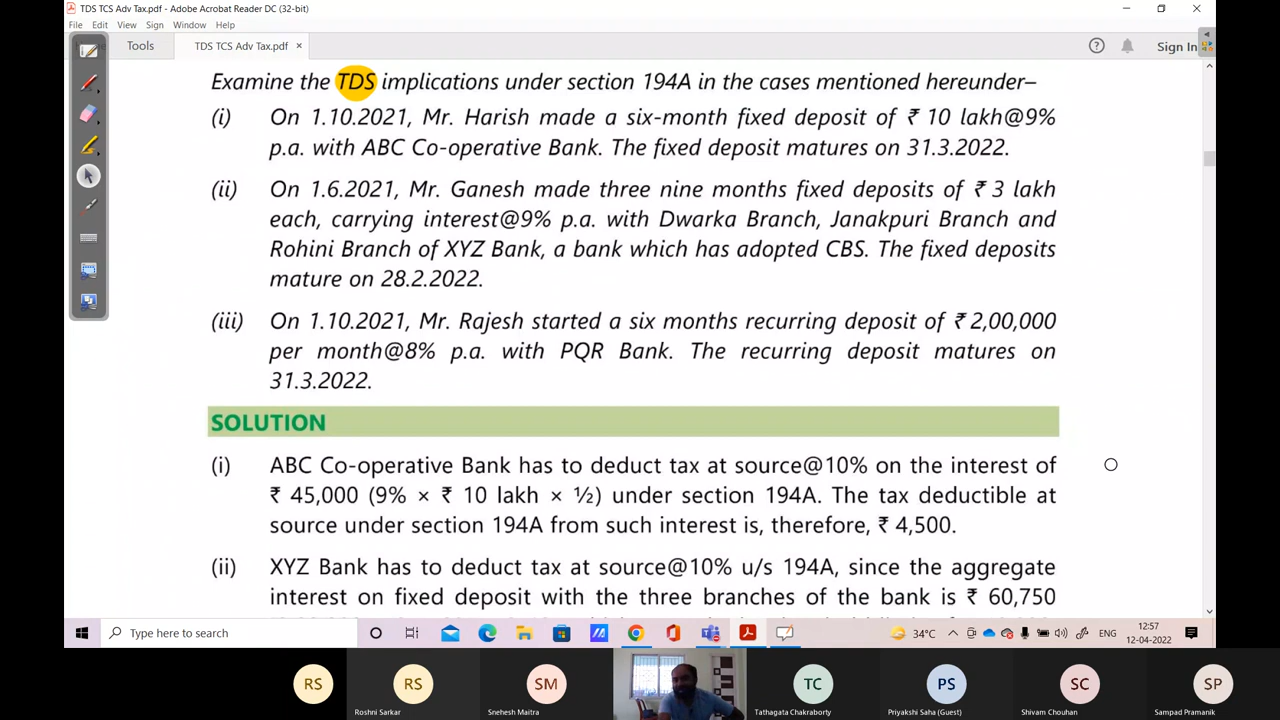 TDS TCS Adv Tax.pdf - Adobe Acrobat Reader DC (32-bit)
File Edit View Sign Window Help
Tools TDS TCS Adv Tax.pdf × Sign In
Examine the TDS implications under section 194A in the cases mentioned hereunder–
(i) On 1.10.2021, Mr. Harish made a six-month fixed deposit of ₹ 10 lakh@9%
p.a. with ABC Co-operative Bank. The fixed deposit matures on 31.3.2022.
(ii) On 1.6.2021, Mr. Ganesh made three nine months fixed deposits of ₹ 3 lakh
each, carrying interest@9% p.a. with Dwarka Branch, Janakpuri Branch and
Rohini Branch of XYZ Bank, a bank which has adopted CBS. The fixed deposits
mature on 28.2.2022.
(iii) On 1.10.2021, Mr. Rajesh started a six months recurring deposit of ₹ 2,00,000
per month@8% p.a. with PQR Bank. The recurring deposit matures on
31.3.2022.
SOLUTION
(i) ABC Co-operative Bank has to deduct tax at source@10% on the interest of
₹ 45,000 (9% × ₹ 10 lakh × ½) under section 194A. The tax deductible at
source under section 194A from such interest is, therefore, ₹ 4,500.
(ii) XYZ Bank has to deduct tax at source@10% u/s 194A, since the aggregate
interest on fixed deposit with the three branches of the bank is ₹ 60,750
Type here to search 34°C ENG 12:57
12-04-2022
RS RS SM TC PS SC SP
Roshni Sarkar Snehesh Maitra Tathagata Chakraborty Priyakshi Saha (Guest) Shivam Chouhan Sampad Pramanik